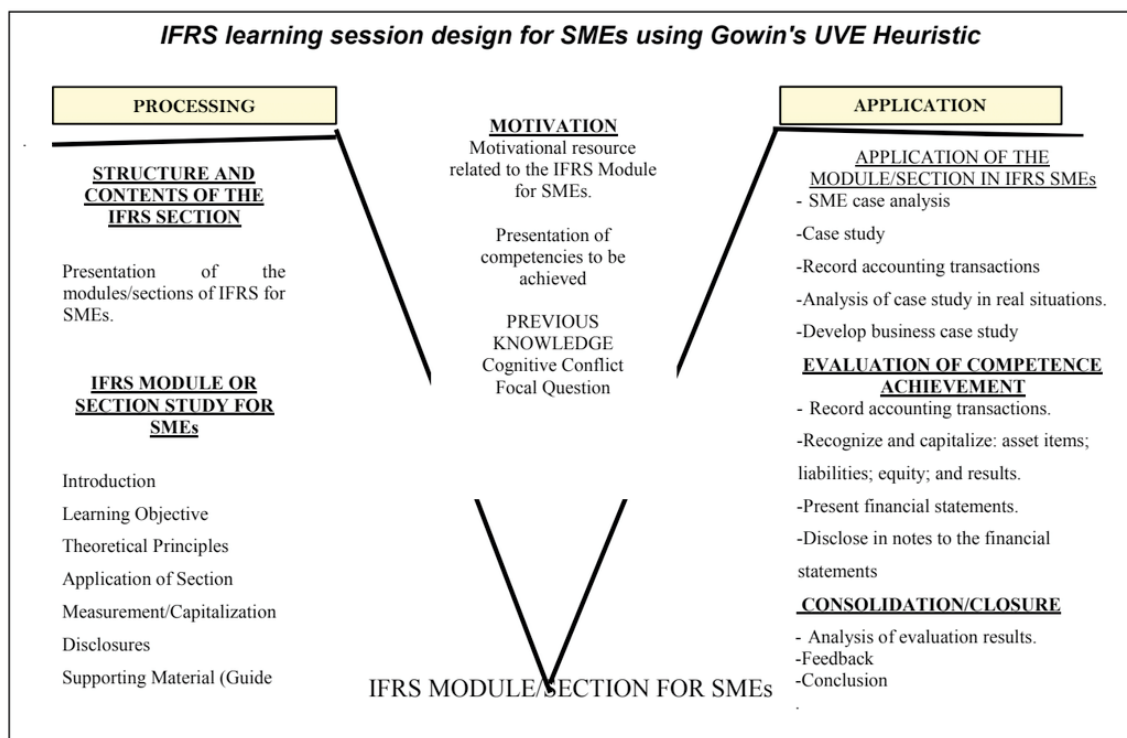 IFRS learning session design for SMEs using Gowin's UVE Heuristic
PROCESSING
STRUCTURE AND
CONTENTS OF THE
IFRS SECTION
Presentation of the
modules/sections of IFRS for
SMEs.
IFRS MODULE OR
SECTION STUDY FOR
SMEs
Introduction
Learning Objective
Theoretical Principles
Application of Section
Measurement/Capitalization
Disclosures
Supporting Material (Guide
MOTIVATION
Motivational resource
related to the IFRS Module
for SMEs.
Presentation of
competencies to be
achieved
PREVIOUS
KNOWLEDGE
Cognitive Conflict
Focal Question
IFRS MODULE/SECTION FOR SMEs
APPLICATION
APPLICATION OF THE
MODULE/SECTION IN IFRS SMEs
- SME case analysis
-Case study
-Record accounting transactions
-Analysis of case study in real situations.
-Develop business case study
EVALUATION OF COMPETENCE
ACHIEVEMENT
- Record accounting transactions.
-Recognize and capitalize: asset items;
liabilities; equity; and results.
-Present financial statements.
-Disclose in notes to the financial
statements
CONSOLIDATION/CLOSURE
- Analysis of evaluation results.
-Feedback
-Conclusion